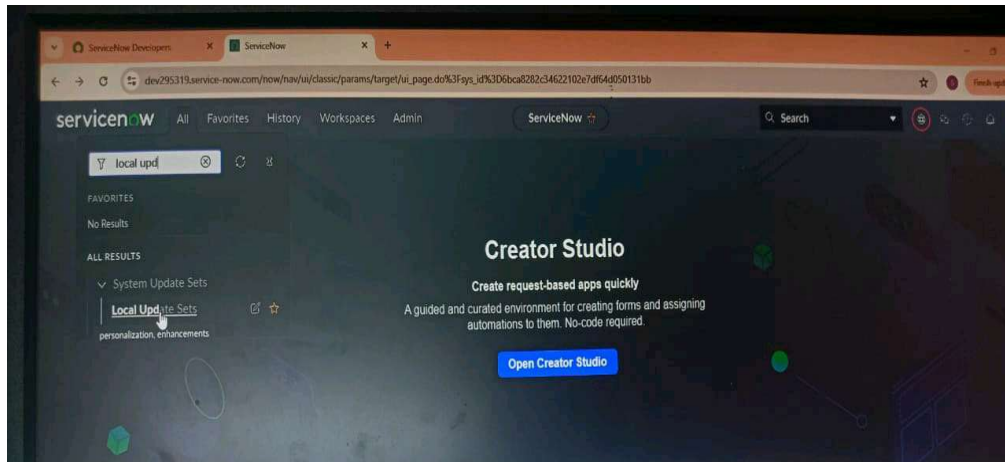 ServiceNow Developers
ServiceNow
dev295319.service-now.com/now/nav/ui/classic/params/target/ui_page.do%3Fsys_id%3D6bca8282c34622102e7df64d050131bb
servicenow All Favorites History Workspaces Admin ServiceNow Search
local upd
FAVORITES
No Results
ALL RESULTS
System Update Sets
Local Update Sets
personalization, enhancements
Creator Studio
Create request-based apps quickly
A guided and curated environment for creating forms and assigning
automations to them. No-code required.
Open Creator Studio